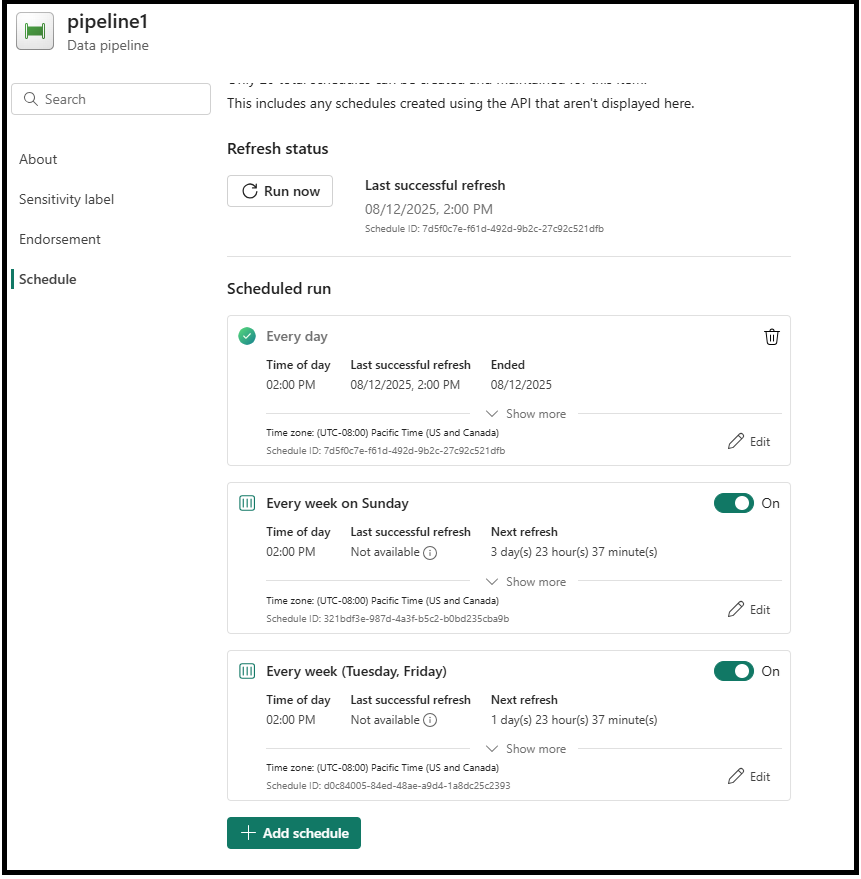 pipeline1
Data pipeline
Search
About
Sensitivity label
Endorsement
Schedule
This includes any schedules created using the API that aren't displayed here.
Refresh status
Run now
Last successful refresh
08/12/2025, 2:00 PM
Schedule ID: 7d5f0c7e-f61d-492d-9b2c-27c92c521dfb
Scheduled run
Every day
Time of day Last successful refresh Ended
02:00 PM 08/12/2025, 2:00 PM 08/12/2025
Show more
Time zone: (UTC-08:00) Pacific Time (US and Canada)
Schedule ID: 7d5f0c7e-f61d-492d-9b2c-27c92c521dfb
Edit
Every week on Sunday On
Time of day Last successful refresh Next refresh
02:00 PM Not available 3 day(s) 23 hour(s) 37 minute(s)
Show more
Time zone: (UTC-08:00) Pacific Time (US and Canada)
Schedule ID: 321bdf3e-987d-4a3f-b5c2-b0bd235cba9b
Edit
Every week (Tuesday, Friday) On
Time of day Last successful refresh Next refresh
02:00 PM Not available 1 day(s) 23 hour(s) 37 minute(s)
Show more
Time zone: (UTC-08:00) Pacific Time (US and Canada)
Schedule ID: d0c84005-84ed-48ae-a9d4-1a8dc25c2393
Edit
Add schedule